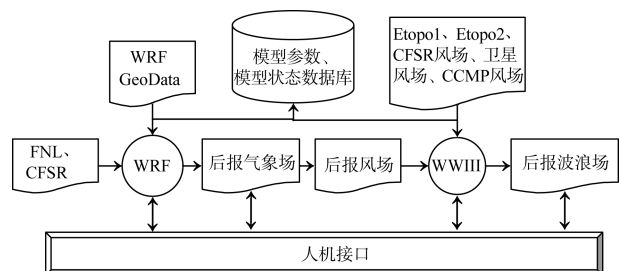 WRF
GeoData
模型参数、
模型状态数据库
Etopo1、Etopo2、
CFSR风场、卫星
风场、CCMP风场
FNL、
CFSR
WRF
后报气象场
后报风场
WWIII
后报波浪场
人机接口